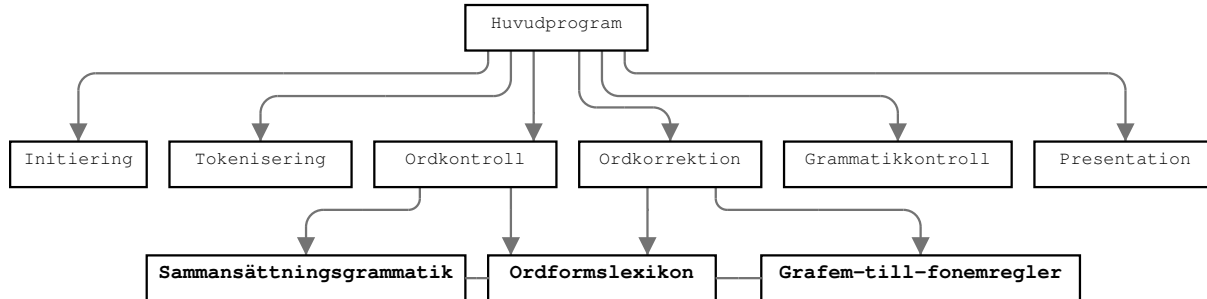 Huvudprogram
Initiering
Tokenisering
Ordkontroll
Ordkorrektion
Grammatikkontroll
Presentation
Sammansättningsgrammatik
Ordformslexikon
Grafem-till-fonemregler